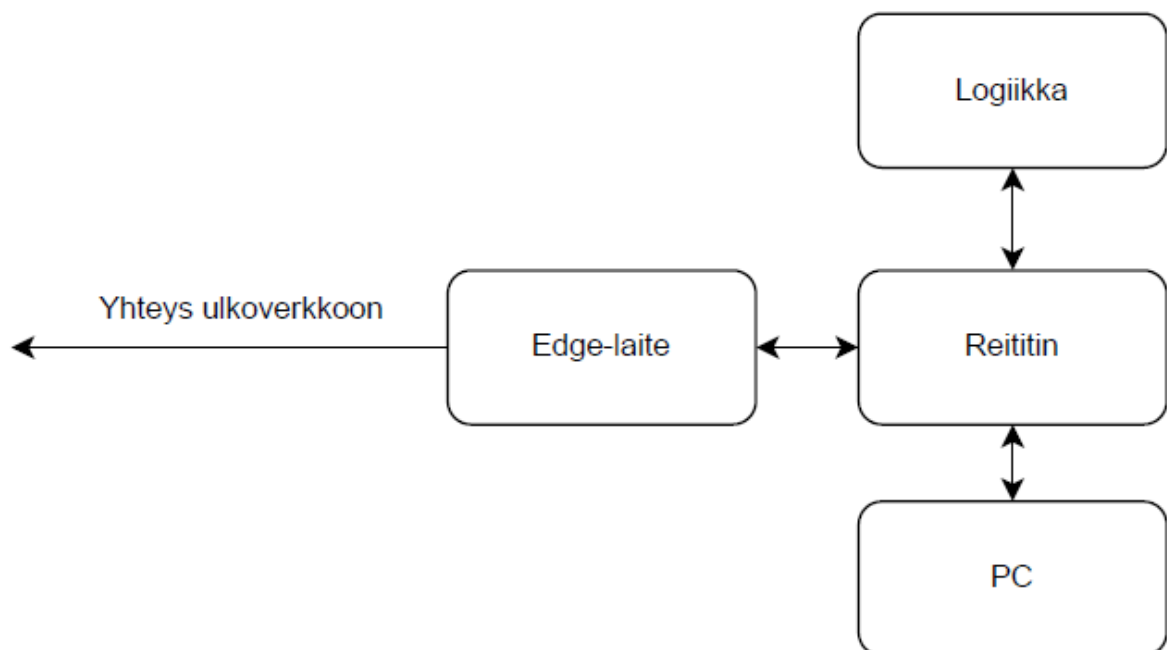 Logiikka
Yhteys ulkoverkkoon
Edge-laite
Reititin
PC